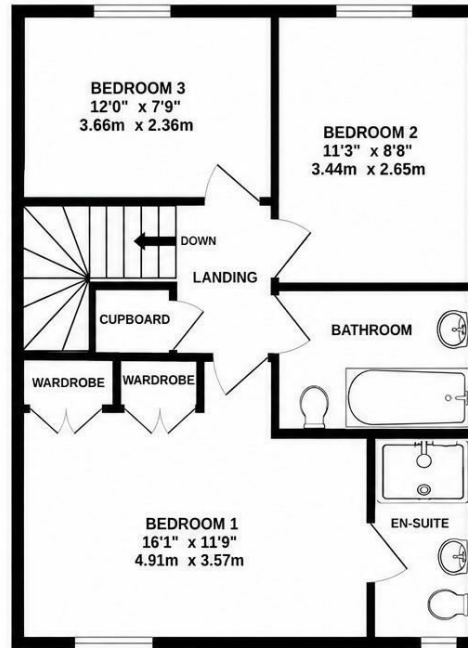 BEDROOM 3
12'0" x 7'9"
3.66m x 2.36m
BEDROOM 2
11'3" x 8'8"
3.44m x 2.65m
DOWN
LANDING
CUPBOARD
BATHROOM
WARDROBE
WARDROBE
BEDROOM 1
16'1" x 11'9"
4.91m x 3.57m
EN-SUITE